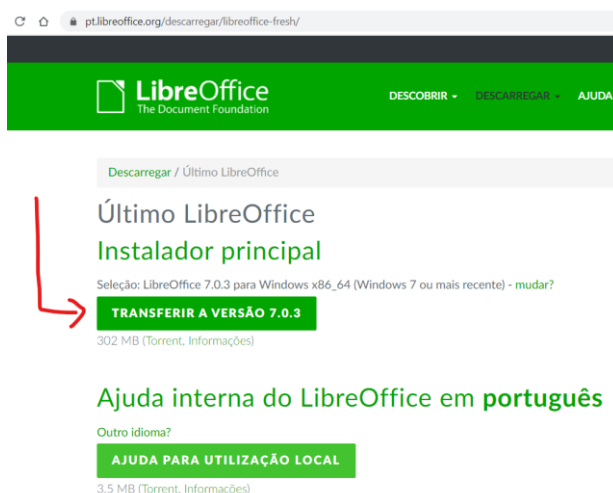 pt.libreoffice.org/descarregar/libreoffice-fresh/
LibreOffice
The Document Foundation
DESCOBRIR DESCARREGAR AJUDA
Descarregar / Último LibreOffice
Último LibreOffice
Instalador principal
Seleção: LibreOffice 7.0.3 para Windows x86_64 (Windows 7 ou mais recente) - mudar?
TRANSFERIR A VERSÃO 7.0.3
302 MB (Torrent, Informações)
Ajuda interna do LibreOffice em português
Outro idioma?
AJUDA PARA UTILIZAÇÃO LOCAL
3.5 MB (Torrent, Informações)